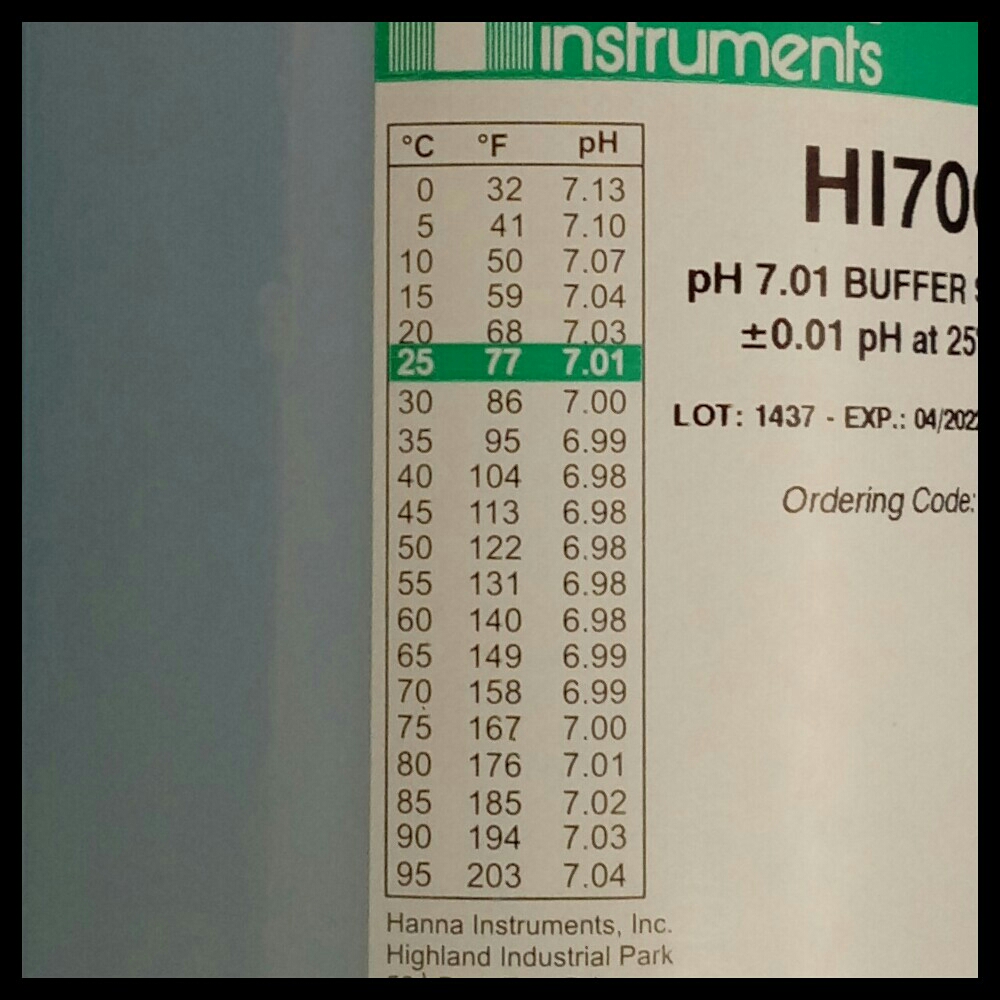 instruments
°C °F pH
0 32 7.13
5 41 7.10
10 50 7.07
15 59 7.04
20 68 7.03
25 77 7.01
30 86 7.00
35 95 6.99
40 104 6.98
45 113 6.98
50 122 6.98
55 131 6.98
60 140 6.98
65 149 6.99
70 158 6.99
75 167 7.00
80 176 7.01
85 185 7.02
90 194 7.03
95 203 7.04
Hanna Instruments, Inc.
Highland Industrial Park
HI70
pH 7.01 BUFFER
±0.01 pH at 25°
LOT: 1437 - EXP.: 04/202
Ordering Code: